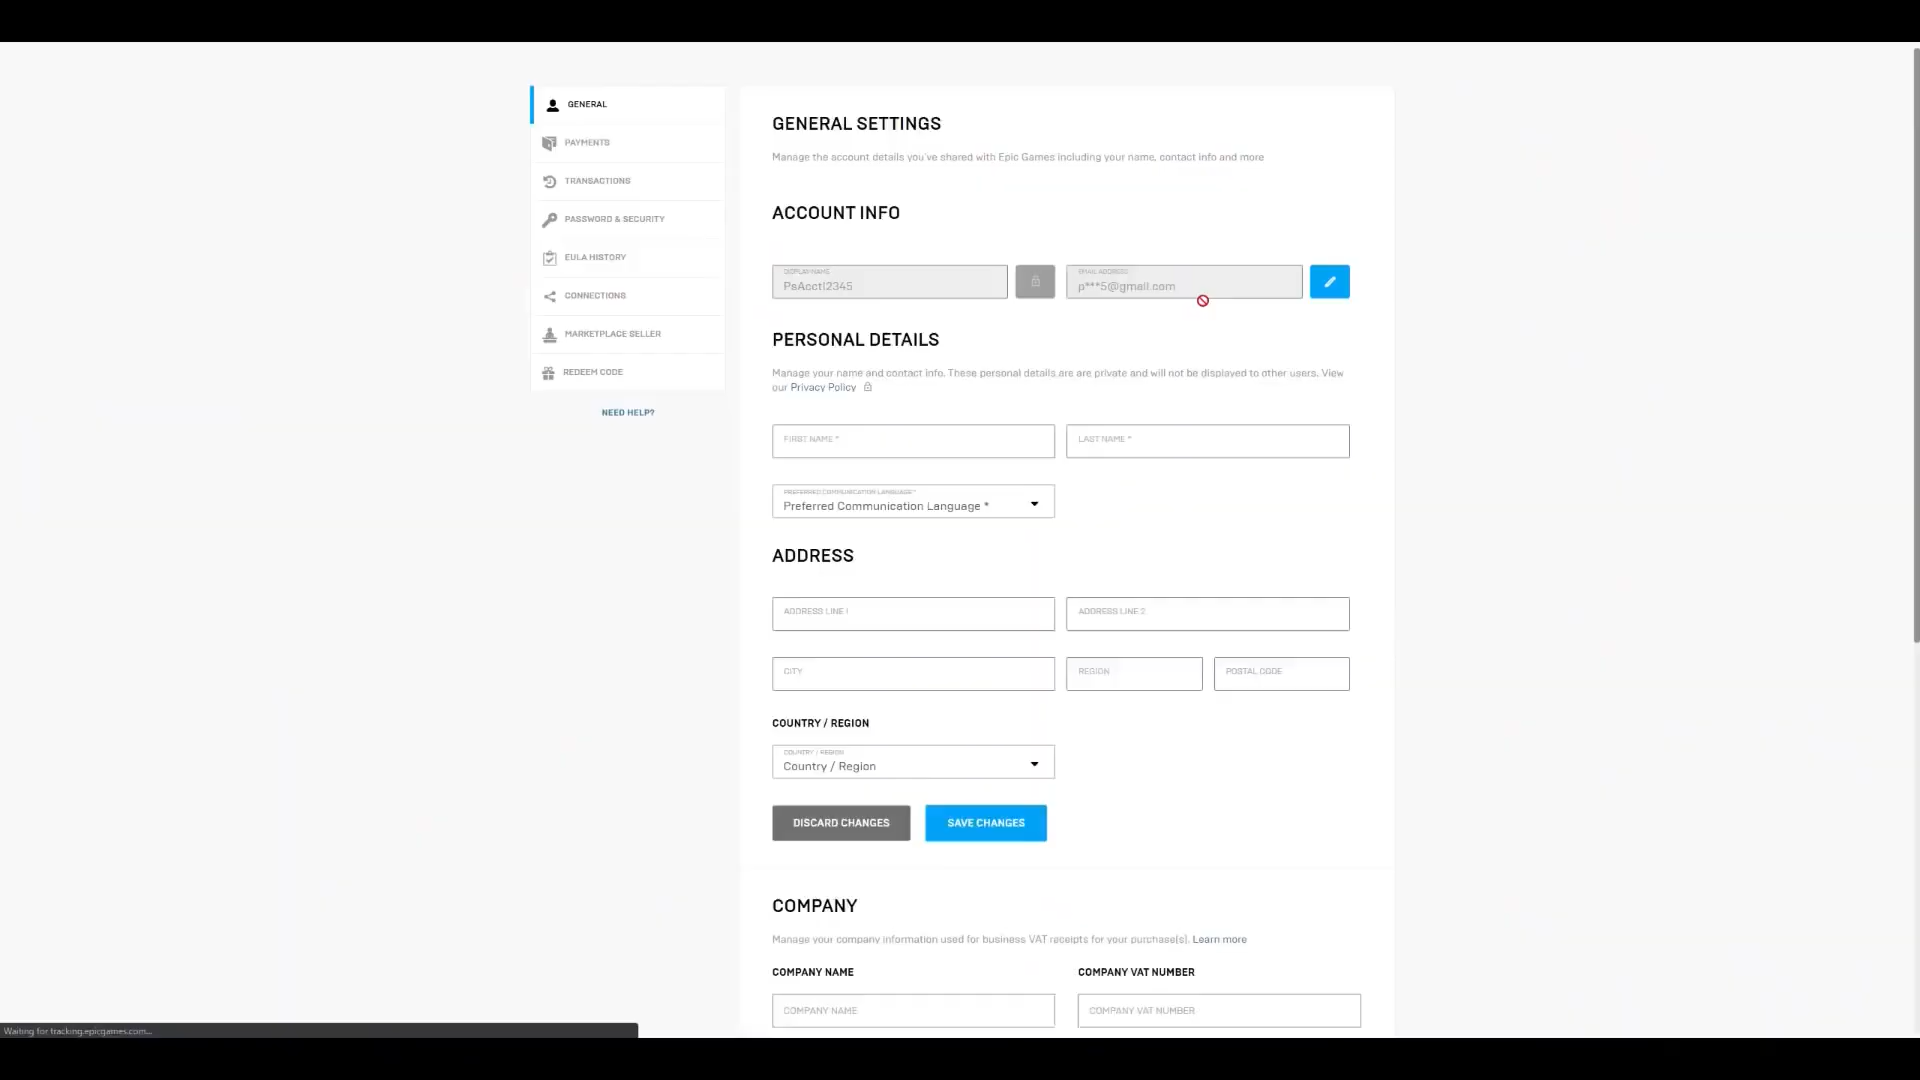 GENERAL
PAYMENTS
TRANSACTIONS
PASSWORD & SECURITY
EULA HISTORY
CONNECTIONS
MARKETPLACE SELLER
REDEEM CODE
NEED HELP?
GENERAL SETTINGS
Manage the account details you've shared with Epic Games including your name, contact info and more
ACCOUNT INFO
DISPLAY NAME
PsAcct12345
EMAIL ADDRESS
p***5@gmail.com
PERSONAL DETAILS
Manage your name and contact info. These personal details are are private and will not be displayed to other users. View
our Privacy Policy
FIRST NAME *
LAST NAME *
PREFERRED COMMUNICATION LANGUAGE *
Preferred Communication Language *
ADDRESS
ADDRESS LINE 1
ADDRESS LINE 2
CITY
REGION
POSTAL CODE
COUNTRY / REGION
COUNTRY / REGION
Country / Region
DISCARD CHANGES
SAVE CHANGES
COMPANY
Manage your company information used for business VAT receipts for your purchase(s). Learn more
COMPANY NAME
COMPANY VAT NUMBER
COMPANY NAME
COMPANY VAT NUMBER
Waiting for tracking.epicgames.com...